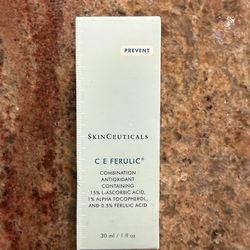 PREVENT
SKINCEUTICALS
C E FERULIC®
COMBINATION
ANTIOXIDANT
CONTAINING
15% L-ASCORBIC ACID,
1% ALPHA TOCOPHEROL,
AND 0.5% FERULIC ACID
30 ml / 1 fl oz